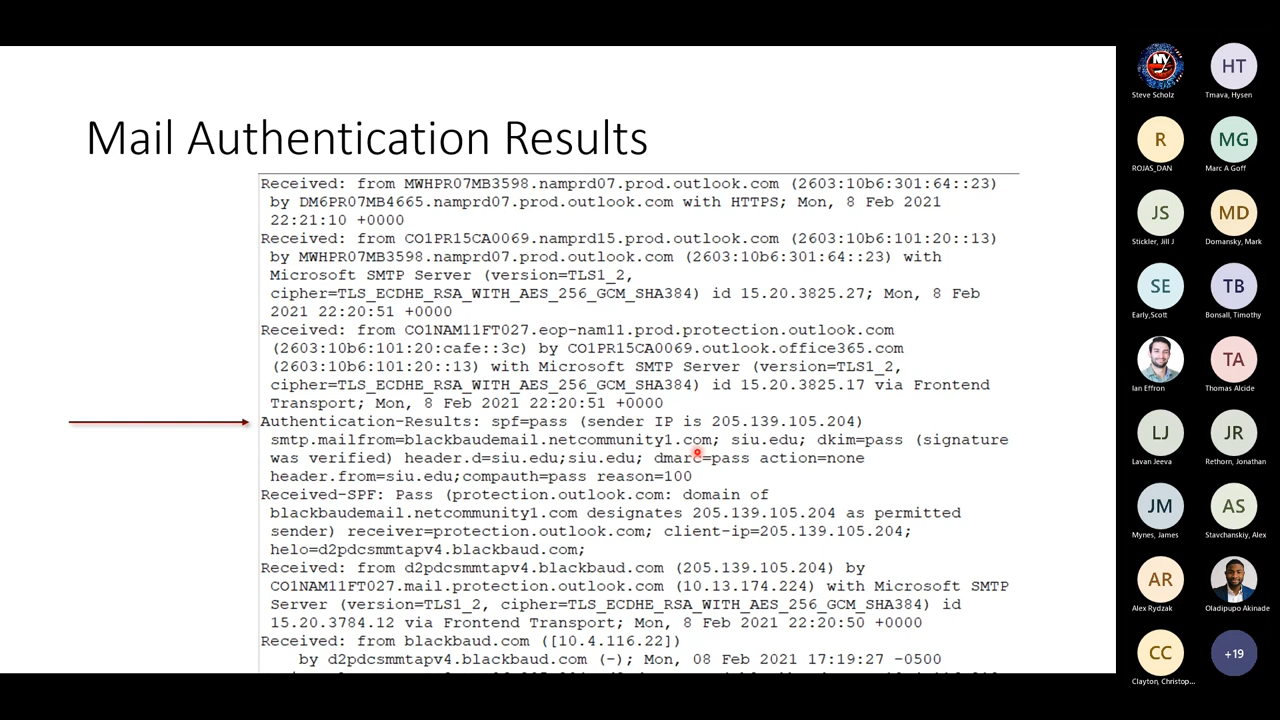 Mail Authentication Results
Received: from MWHPR07MB3598.namprd07.prod.outlook.com (2603:10b6:301:64::23)
by DM6PR07MB4665.namprd07.prod.outlook.com with HTTPS; Mon, 8 Feb 2021
22:21:10 +0000
Received: from CO1PR15CA0069.namprd15.prod.outlook.com (2603:10b6:101:20::13)
by MWHPR07MB3598.namprd07.prod.outlook.com (2603:10b6:301:64::23) with
Microsoft SMTP Server (version=TLS1_2,
cipher=TLS_ECDHE_RSA_WITH_AES_256_GCM_SHA384) id 15.20.3825.27; Mon, 8 Feb
2021 22:20:51 +0000
Received: from CO1NAM11FT027.eop-nam11.prod.protection.outlook.com
(2603:10b6:101:20:cafe::3c) by CO1PR15CA0069.outlook.office365.com
(2603:10b6:101:20::13) with Microsoft SMTP Server (version=TLS1_2,
cipher=TLS_ECDHE_RSA_WITH_AES_256_GCM_SHA384) id 15.20.3825.17 via Frontend
Transport; Mon, 8 Feb 2021 22:20:51 +0000
Authentication-Results: spf=pass (sender IP is 205.139.105.204)
smtp.mailfrom=blackbaudemail.netcommunity1.com; siu.edu; dkim=pass (signature
was verified) header.d=siu.edu;siu.edu; dmarc=pass action=none
header.from=siu.edu;compauth=pass reason=100
Received-SPF: Pass (protection.outlook.com: domain of
blackbaudemail.netcommunity1.com designates 205.139.105.204 as permitted
sender) receiver=protection.outlook.com; client-ip=205.139.105.204;
helo=d2pdcsmmtapv4.blackbaud.com;
Received: from d2pdcsmmtapv4.blackbaud.com (205.139.105.204) by
CO1NAM11FT027.mail.protection.outlook.com (10.13.174.224) with Microsoft SMTP
Server (version=TLS1_2, cipher=TLS_ECDHE_RSA_WITH_AES_256_GCM_SHA384) id
15.20.3784.12 via Frontend Transport; Mon, 8 Feb 2021 22:20:50 +0000
Received: from blackbaud.com ([10.4.116.22])
by d2pdcsmmtapv4.blackbaud.com (-); Mon, 08 Feb 2021 17:19:27 -0500
NY
Steve Scholz
HT
Tmava, Hysen
R
ROJAS_DAN
MG
Marc A Goff
JS
Stickler, Jill J
MD
Domansky, Mark
SE
Early,Scott
TB
Bonsall, Timothy
Ian Effron
TA
Thomas Alcide
LJ
Lavan Jeeva
JR
Rethorn, Jonathan
JM
Mynes, James
AS
Stavchanskiy, Alex
AR
Alex Rydzak
Oladipupo Akinade
CC
Clayton, Christop...
+19